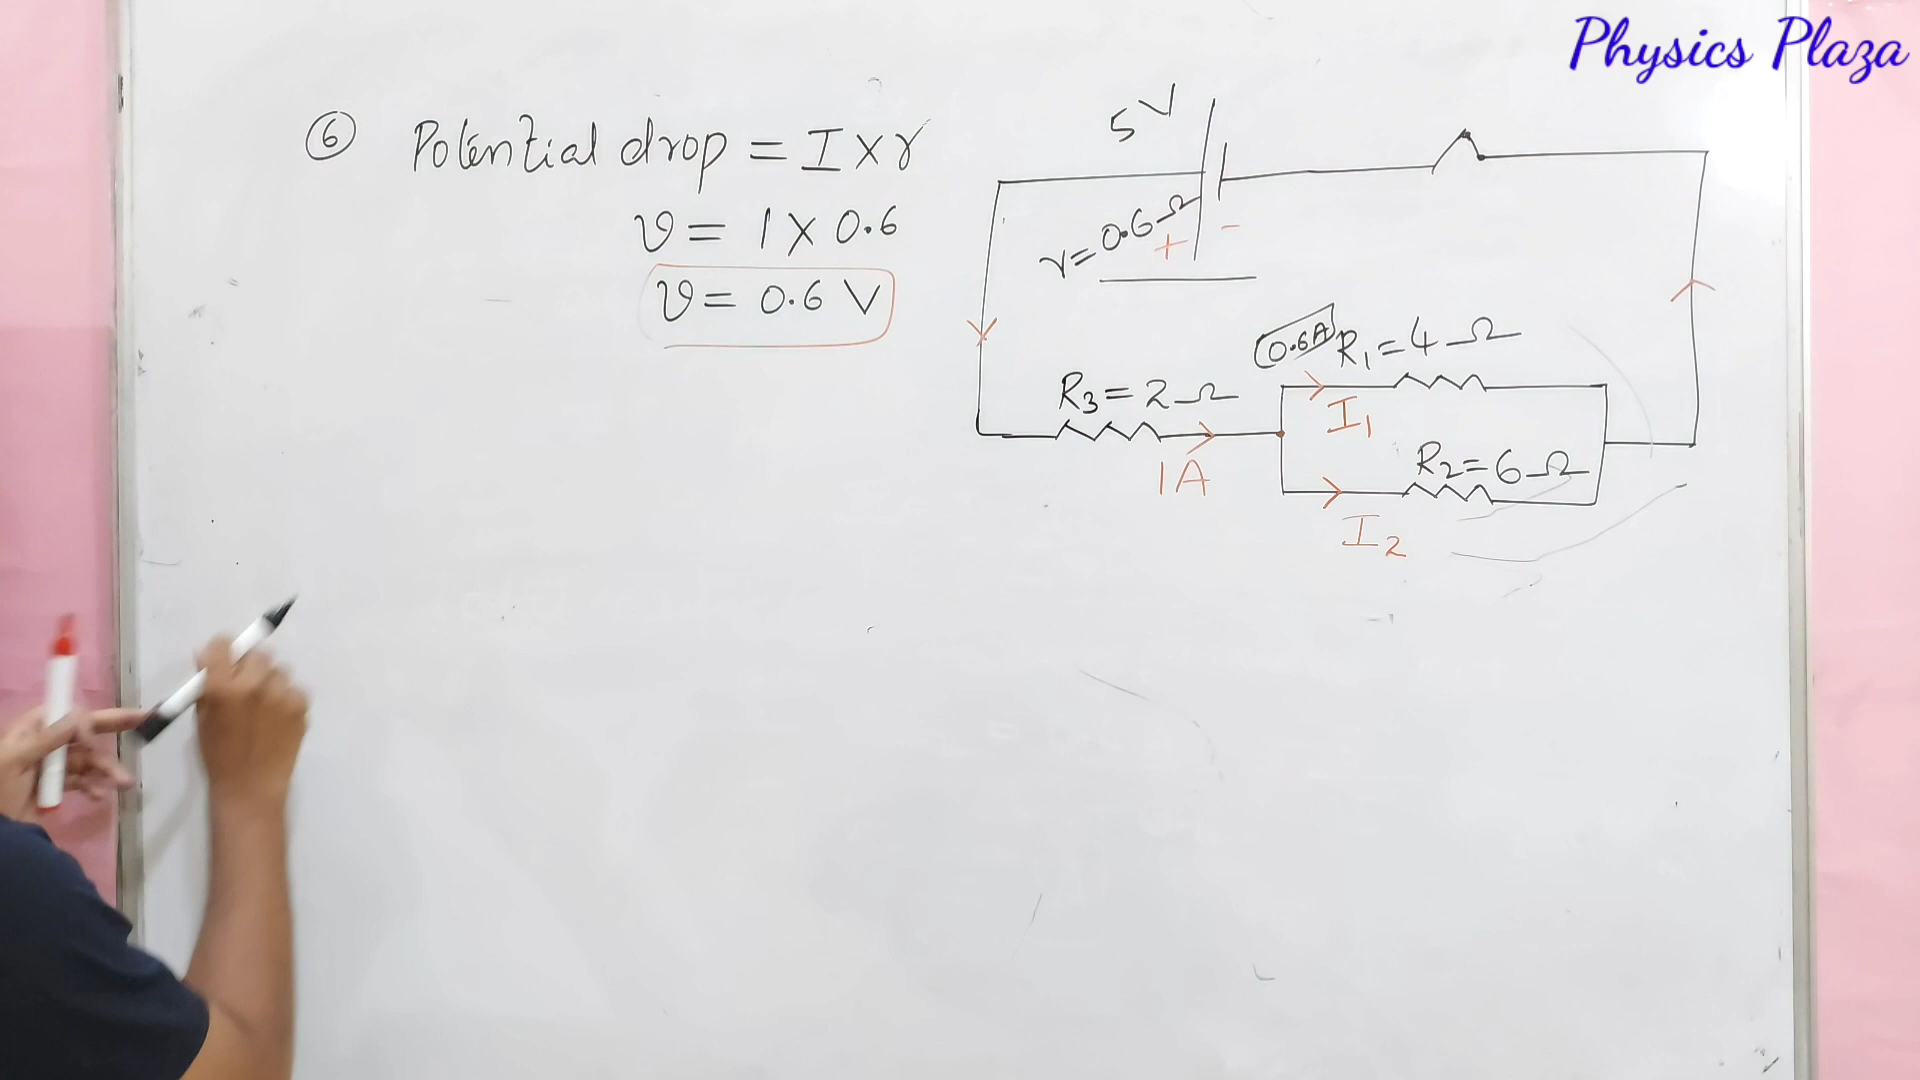 Physics Plaza
⑥ Potential drop = I × r
v = 1 × 0.6
v = 0.6 V
5 V
r = 0.6 Ω
+ -
0.6A
R₁ = 4 Ω
I₁
R₃ = 2 Ω
1A
R₂ = 6 Ω
I₂